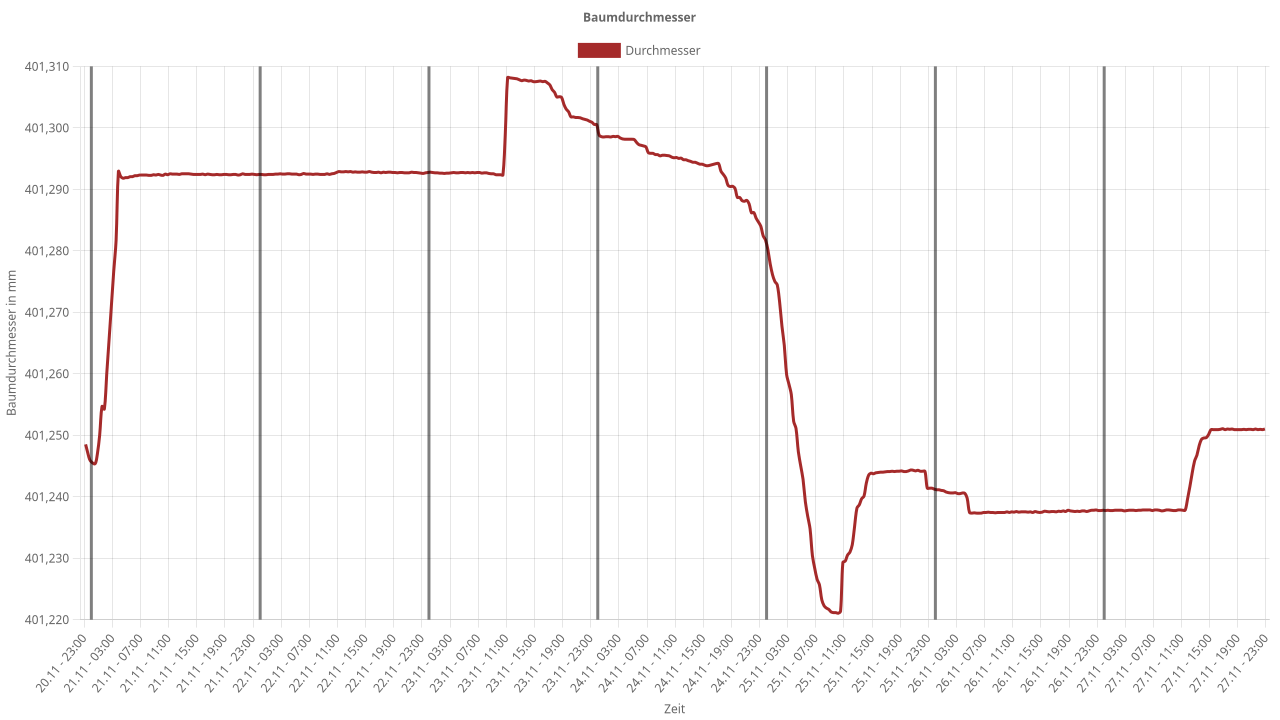 Baumdurchmesser
Durchmesser
Baumdurchmesser in mm
401,310
401,300
401,290
401,280
401,270
401,260
401,250
401,240
401,230
401,220
20.11 - 23:00
21.11 - 03:00
21.11 - 07:00
21.11 - 11:00
21.11 - 15:00
21.11 - 19:00
21.11 - 23:00
22.11 - 03:00
22.11 - 07:00
22.11 - 11:00
22.11 - 15:00
22.11 - 19:00
22.11 - 23:00
23.11 - 03:00
23.11 - 07:00
23.11 - 11:00
23.11 - 15:00
23.11 - 19:00
23.11 - 23:00
24.11 - 03:00
24.11 - 07:00
24.11 - 11:00
24.11 - 15:00
24.11 - 19:00
24.11 - 23:00
25.11 - 03:00
25.11 - 07:00
25.11 - 11:00
25.11 - 15:00
25.11 - 19:00
25.11 - 23:00
26.11 - 03:00
26.11 - 07:00
26.11 - 11:00
26.11 - 15:00
26.11 - 19:00
26.11 - 23:00
27.11 - 03:00
27.11 - 07:00
27.11 - 11:00
27.11 - 15:00
27.11 - 19:00
27.11 - 23:00
Zeit